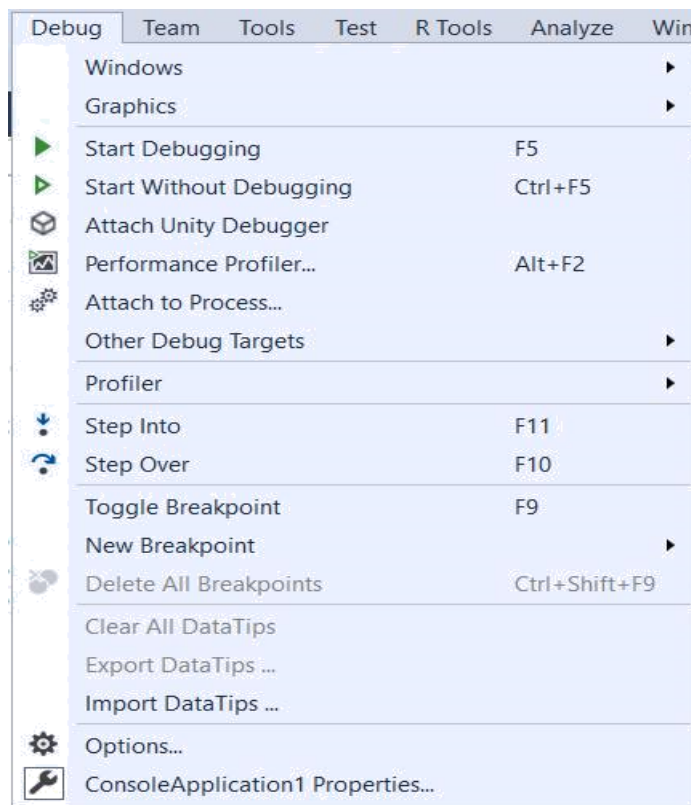 Debug Team Tools Test R Tools Analyze
Windows
Graphics
Start Debugging F5
Start Without Debugging Ctrl+F5
Attach Unity Debugger
Performance Profiler... Alt+F2
Attach to Process...
Other Debug Targets
Profiler
Step Into F11
Step Over F10
Toggle Breakpoint F9
New Breakpoint
Delete All Breakpoints Ctrl+Shift+F9
Clear All DataTips
Export DataTips ...
Import DataTips ...
Options...
ConsoleApplication1 Properties...